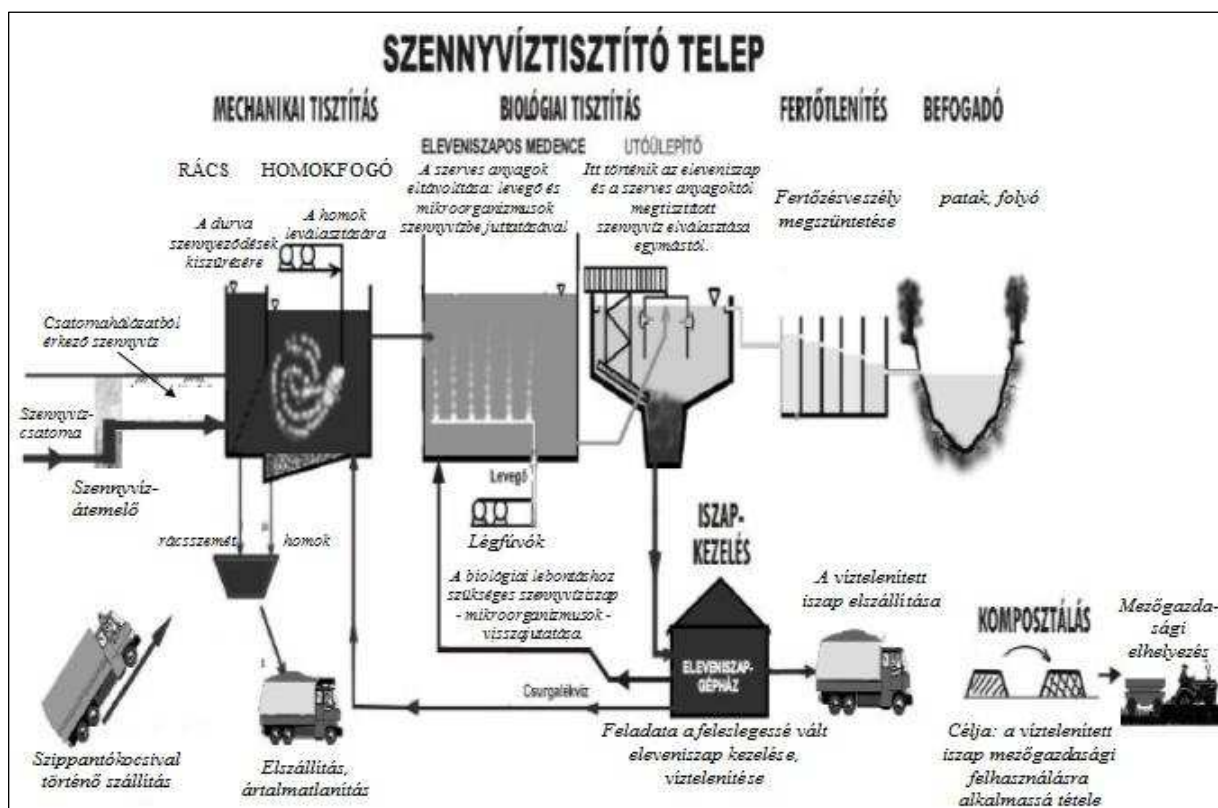 SZENNYVÍZTISZTÍTÓ TELEP
MECHANIKAI TISZTÍTÁS
BIOLÓGIAI TISZTÍTÁS
FERTŐTLENÍTÉS
BEFOGADÓ
RÁCS
HOMOKFOGÓ
ELEVENISZAPOS MEDENCE
UTÓÜLEPÍTŐ
A durva
szennyeződések
kiszűrésére
A homok
leválasztására
A szerves anyagok
eltávolítása: levegő és
mikroorganizmusok
szennyvízbe juttatásával
Itt történik az eleveniszap
és a szerves anyagoktól
megtisztított
szennyvíz elválasztása
egymástól.
Fertőzésveszély
megszüntetése
patak, folyó
Csatornahálózatból
érkező szennyvíz
Szennyvíz-
csatorna
Szennyvíz-
átemelő
rácsszemét
homok
Levegő
Légfúvók
A biológiai lebontáshoz
szükséges szennyvíziszap
- mikroorganizmusok -
visszajutatása.
ISZAP-
KEZELÉS
ELEVENISZAP-
GÉPHÁZ
Csurgalékvíz
A víztelenített
iszap elszállítása
KOMPOSZTÁLÁS
Mezőgazda-
sági
elhelyezés
Szippantókocsival
történő szállítás
Elszállítás,
ártalmatlanítás
Feladata a feleslegessé vált
eleveniszap kezelése,
víztelenítése
Célja: a víztelenített
iszap mezőgazdasági
felhasználásra
alkalmassá tétele